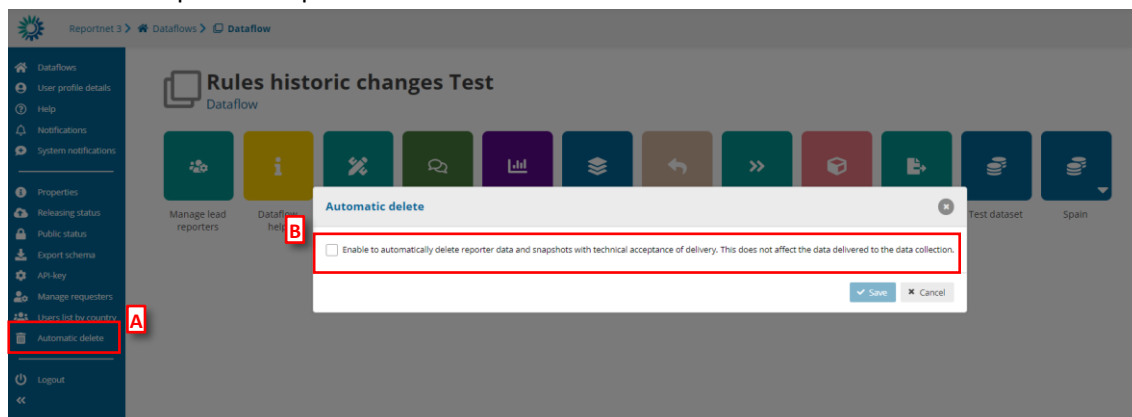 Reportnet 3 > Dataflows > Dataflow
Dataflows
User profile details
Help
Notifications
System notifications
Properties
Releasing status
Public status
Export schema
API-key
Manage requesters
Users list by country
Automatic delete
Logout
Rules historic changes Test
Dataflow
Manage lead
reporters
Dataflow
help
Test dataset
Spain
A
B
Automatic delete
Enable to automatically delete reporter data and snapshots with technical acceptance of delivery. This does not affect the data delivered to the data collection.
Save
Cancel